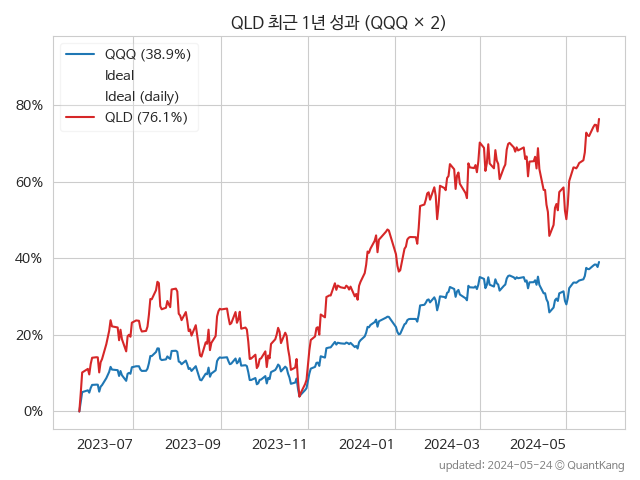 QLD 최근 1년 성과 (QQQ × 2)
QQQ (38.9%)
Ideal
Ideal (daily)
QLD (76.1%)
80%
60%
40%
20%
0%
2023-07 2023-09 2023-11 2024-01 2024-03 2024-05
updated: 2024-05-24 © QuantKang